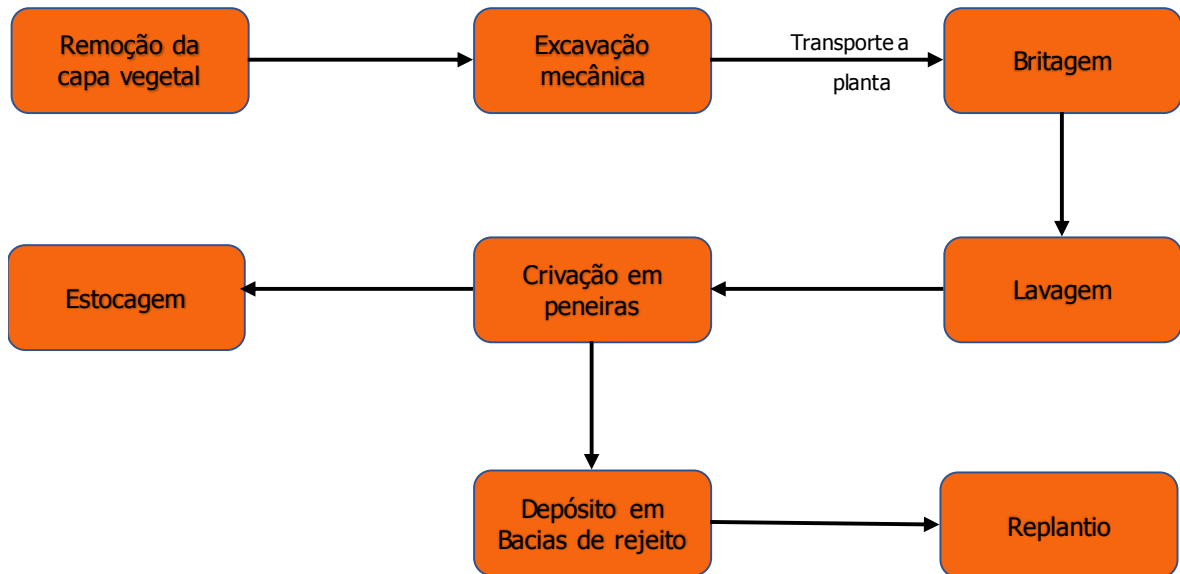 Remoção da
capa vegetal
Excavação
mecânica
Transporte a
planta
Britagem
Estocagem
Crivação em
peneiras
Lavagem
Depósito em
Bacias de rejeito
Replantio